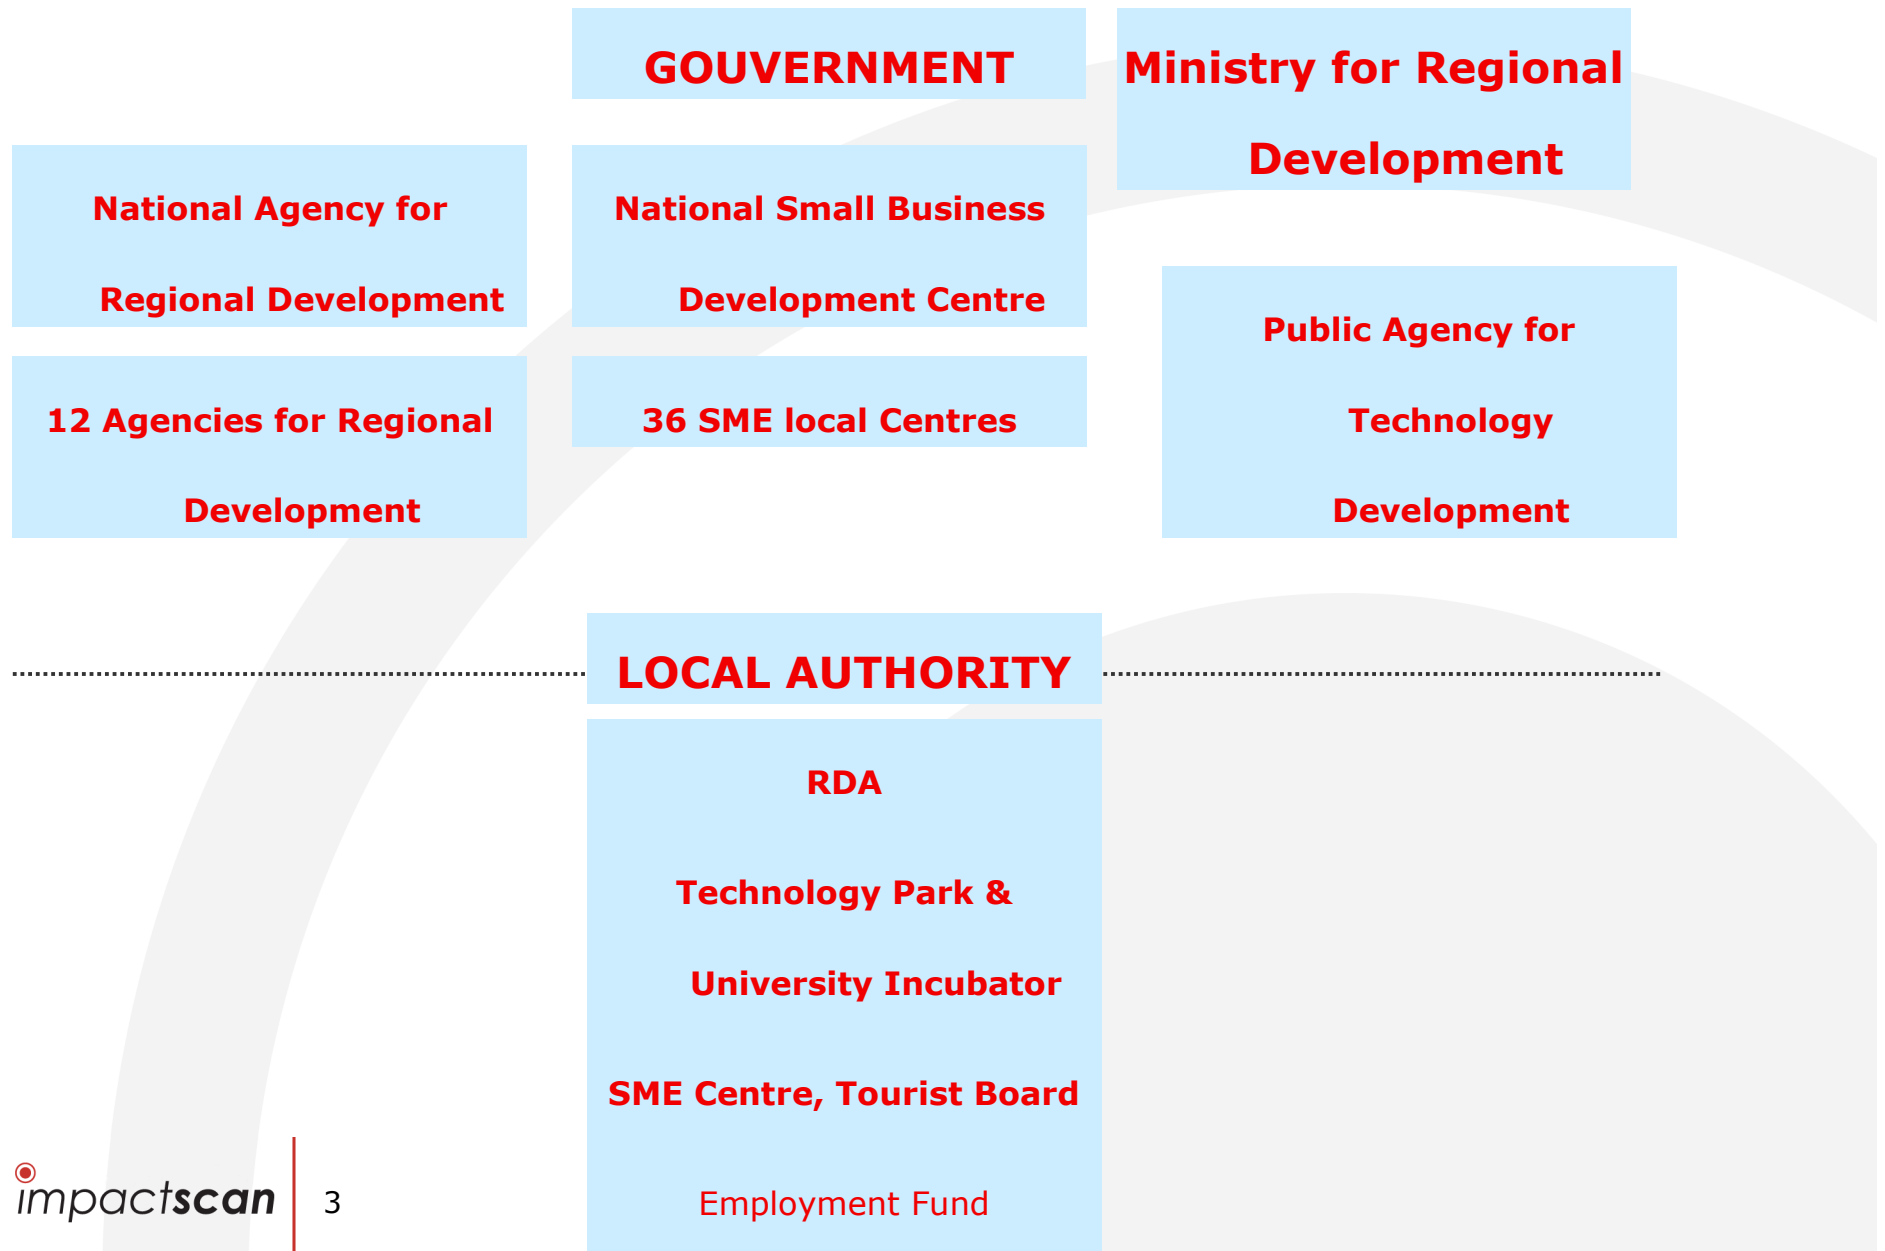 GOUVERNMENT
Ministry for Regional
Development
National Agency for
Regional Development
National Small Business
Development Centre
Public Agency for
Technology
Development
12 Agencies for Regional
Development
36 SME local Centres
LOCAL AUTHORITY
RDA
Technology Park &
University Incubator
SME Centre, Tourist Board
Employment Fund
impactscan
3